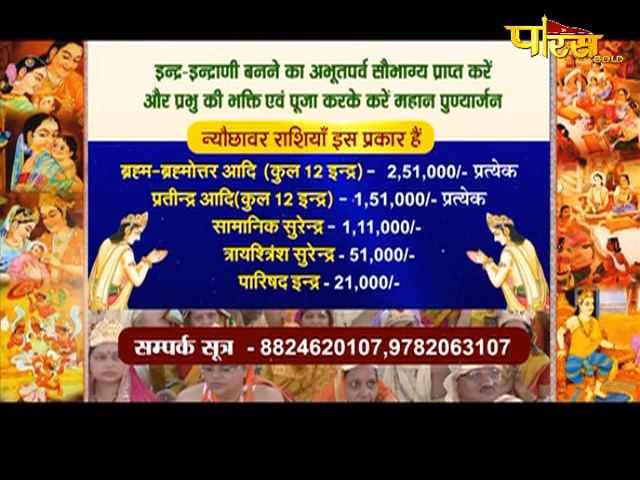 पारस
GOLD
इन्द्र-इन्द्राणी बनने का अभूतपर्व सौभाग्य प्राप्त करें
और प्रभु की भक्ति एवं पूजा करके करें महान पुण्यार्जन
न्यौछावर राशियाँ इस प्रकार हैं
ब्रह्म-ब्रह्मोत्तर आदि (कुल 12 इन्द्र) - 2,51,000/- प्रत्येक
प्रतीन्द्र आदि(कुल 12 इन्द्र) - 1,51,000/- प्रत्येक
सामानिक सुरेन्द्र - 1,11,000/-
त्रायश्त्रिंश सुरेन्द्र - 51,000/-
पारिषद इन्द्र - 21,000/-
सम्पर्क सूत्र - 8824620107,9782063107